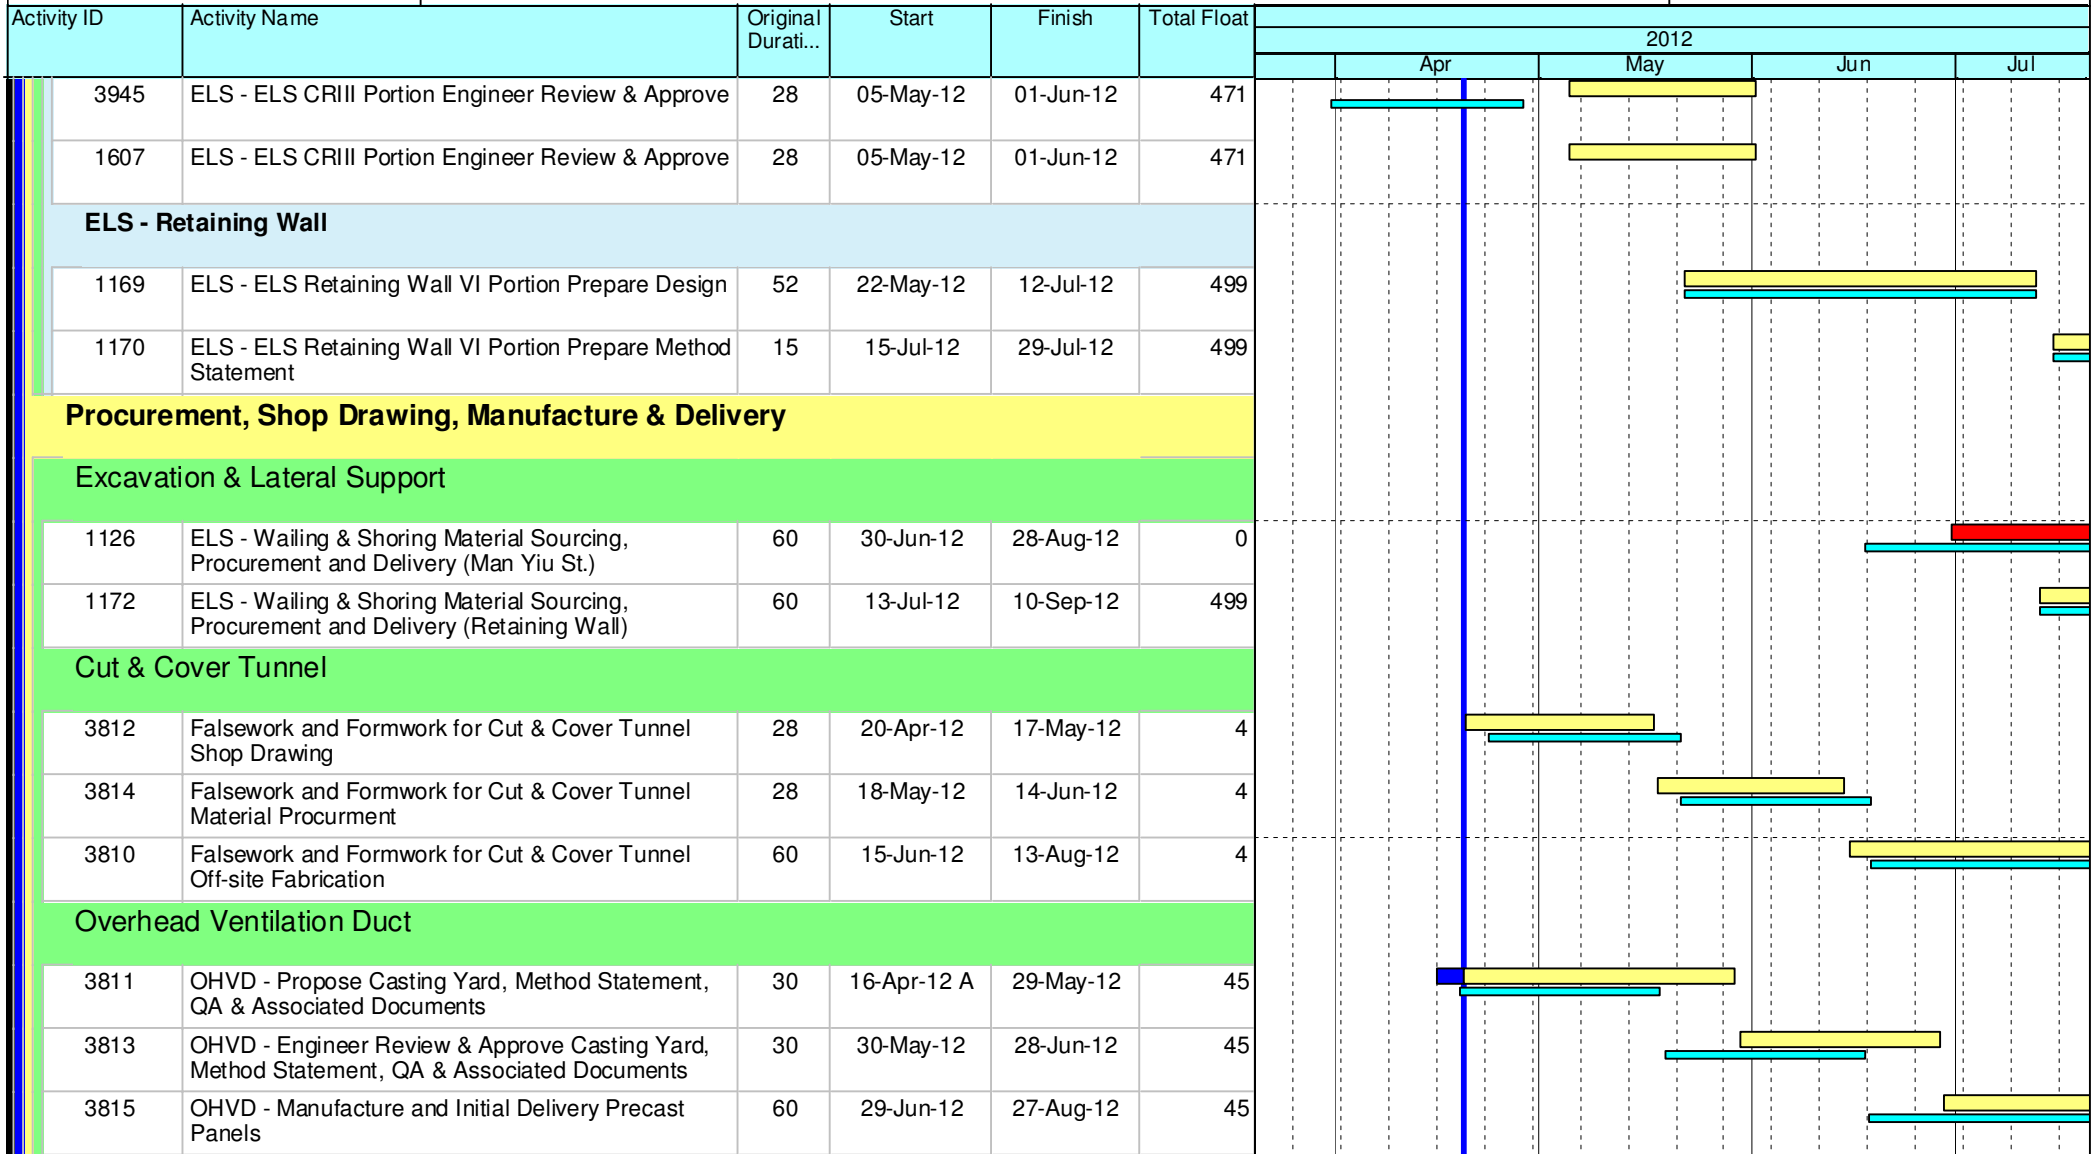 Activity ID Activity Name Original Start Finish Total Float
Durati...
2012
Apr May Jun Jul
3945 ELS - ELS CRIII Portion Engineer Review & Approve 28 05-May-12 01-Jun-12 471
1607 ELS - ELS CRIII Portion Engineer Review & Approve 28 05-May-12 01-Jun-12 471
ELS - Retaining Wall
1169 ELS - ELS Retaining Wall VI Portion Prepare Design 52 22-May-12 12-Jul-12 499
1170 ELS - ELS Retaining Wall VI Portion Prepare Method 15 15-Jul-12 29-Jul-12 499
Statement
Procurement, Shop Drawing, Manufacture & Delivery
Excavation & Lateral Support
1126 ELS - Wailing & Shoring Material Sourcing, 60 30-Jun-12 28-Aug-12 0
Procurement and Delivery (Man Yiu St.)
1172 ELS - Wailing & Shoring Material Sourcing, 60 13-Jul-12 10-Sep-12 499
Procurement and Delivery (Retaining Wall)
Cut & Cover Tunnel
3812 Falsework and Formwork for Cut & Cover Tunnel 28 20-Apr-12 17-May-12 4
Shop Drawing
3814 Falsework and Formwork for Cut & Cover Tunnel 28 18-May-12 14-Jun-12 4
Material Procurment
3810 Falsework and Formwork for Cut & Cover Tunnel 60 15-Jun-12 13-Aug-12 4
Off-site Fabrication
Overhead Ventilation Duct
3811 OHVD - Propose Casting Yard, Method Statement, 30 16-Apr-12 A 29-May-12 45
QA & Associated Documents
3813 OHVD - Engineer Review & Approve Casting Yard, 30 30-May-12 28-Jun-12 45
Method Statement, QA & Associated Documents
3815 OHVD - Manufacture and Initial Delivery Precast 60 29-Jun-12 27-Aug-12 45
Panels